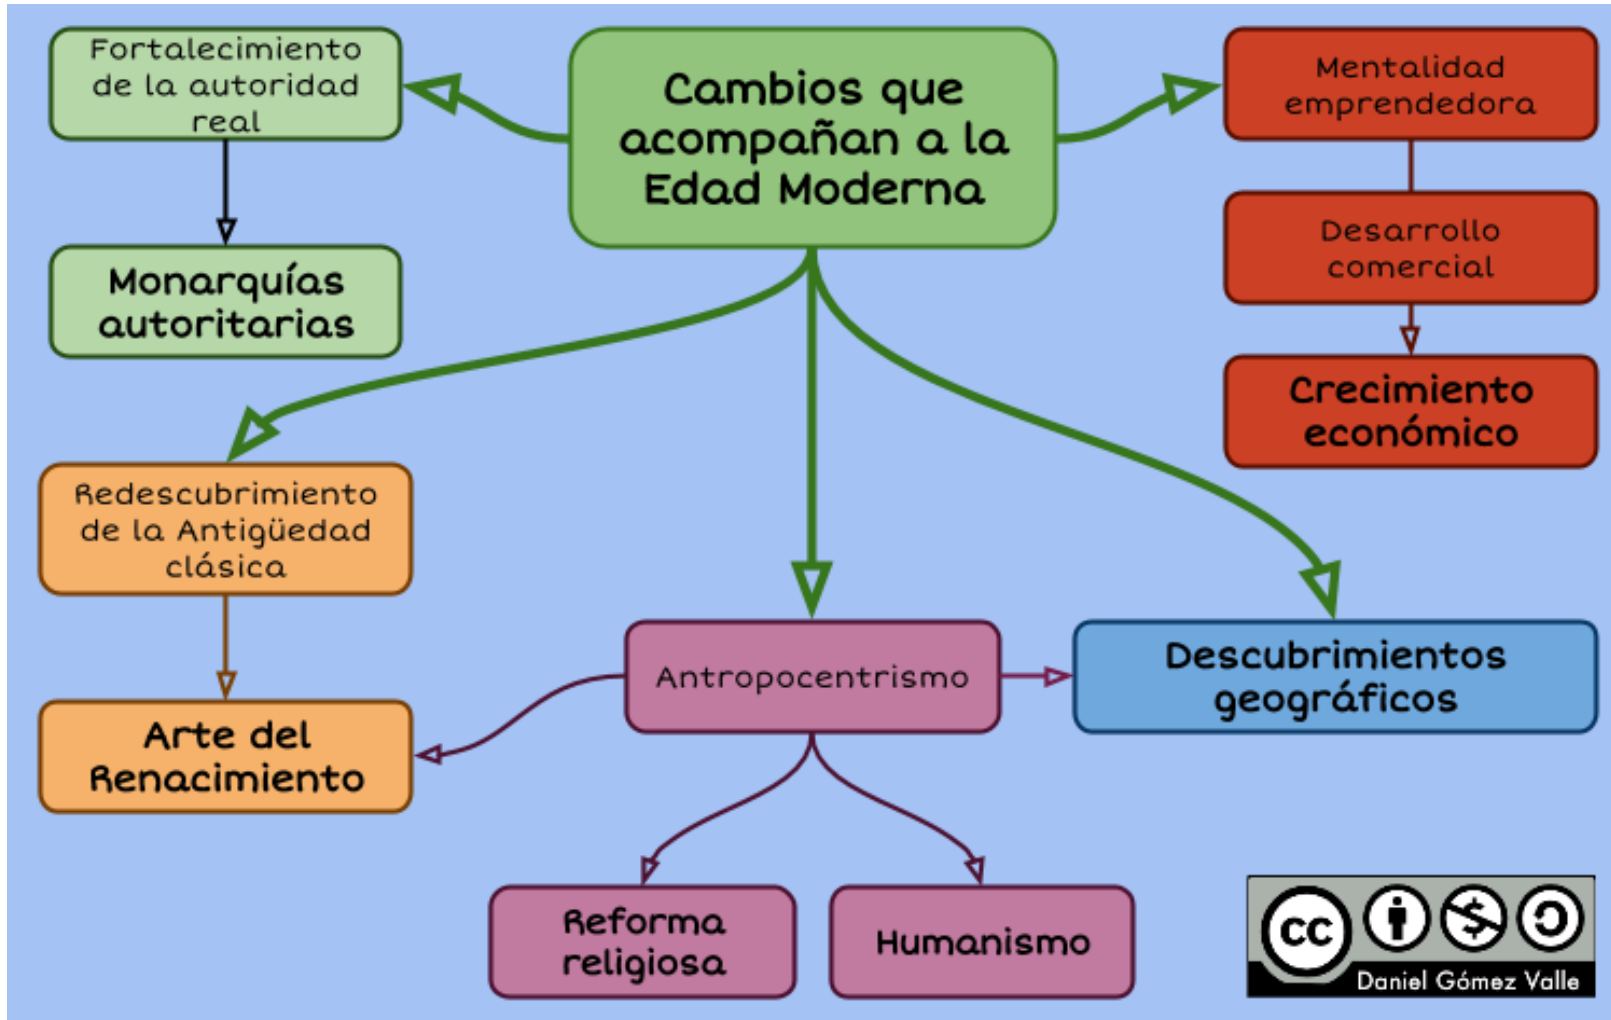 Fortalecimiento
de la autoridad
real
Cambios que
acompañan a la
Edad Moderna
Mentalidad
emprendedora
Monarquías
autoritarias
Desarrollo
comercial
Crecimiento
económico
Redescubrimiento
de la Antigüedad
clásica
Antropocentrismo
Descubrimientos
geográficos
Arte del
Renacimiento
Reforma
religiosa
Humanismo
cc
Daniel Gómez Valle